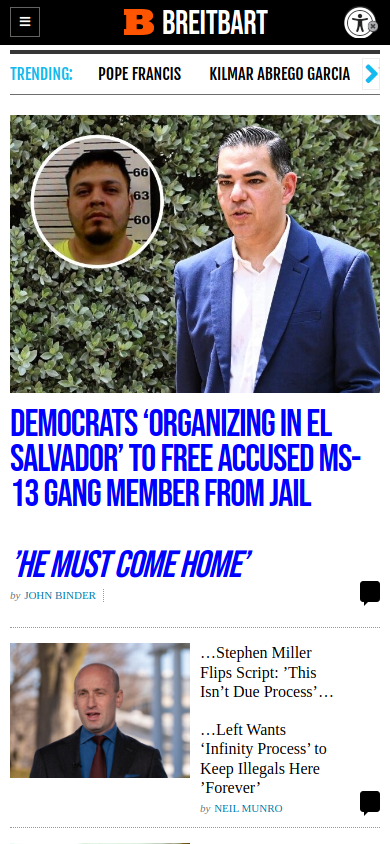 BREITBART
TRENDING: POPE FRANCIS KILMAR ABREGO GARCIA
66
63
60
DEMOCRATS ‘ORGANIZING IN EL
SALVADOR’ TO FREE ACCUSED MS-
13 GANG MEMBER FROM JAIL
’HE MUST COME HOME’
by JOHN BINDER
…Stephen Miller
Flips Script: ’This
Isn’t Due Process’…
…Left Wants
‘Infinity Process’ to
Keep Illegals Here
’Forever’
by NEIL MUNRO